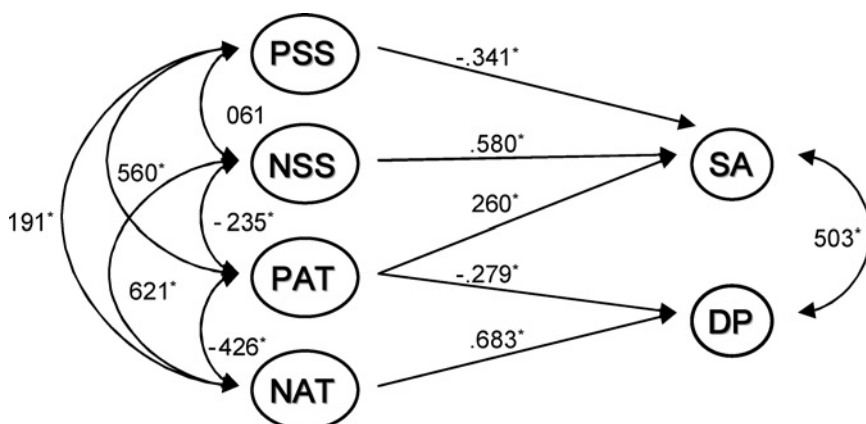 PSS
-.341*
061
.580*
NSS
SA
560*
260*
191*
-235*
503*
PAT
-.279*
621*
DP
.683*
-426*
NAT